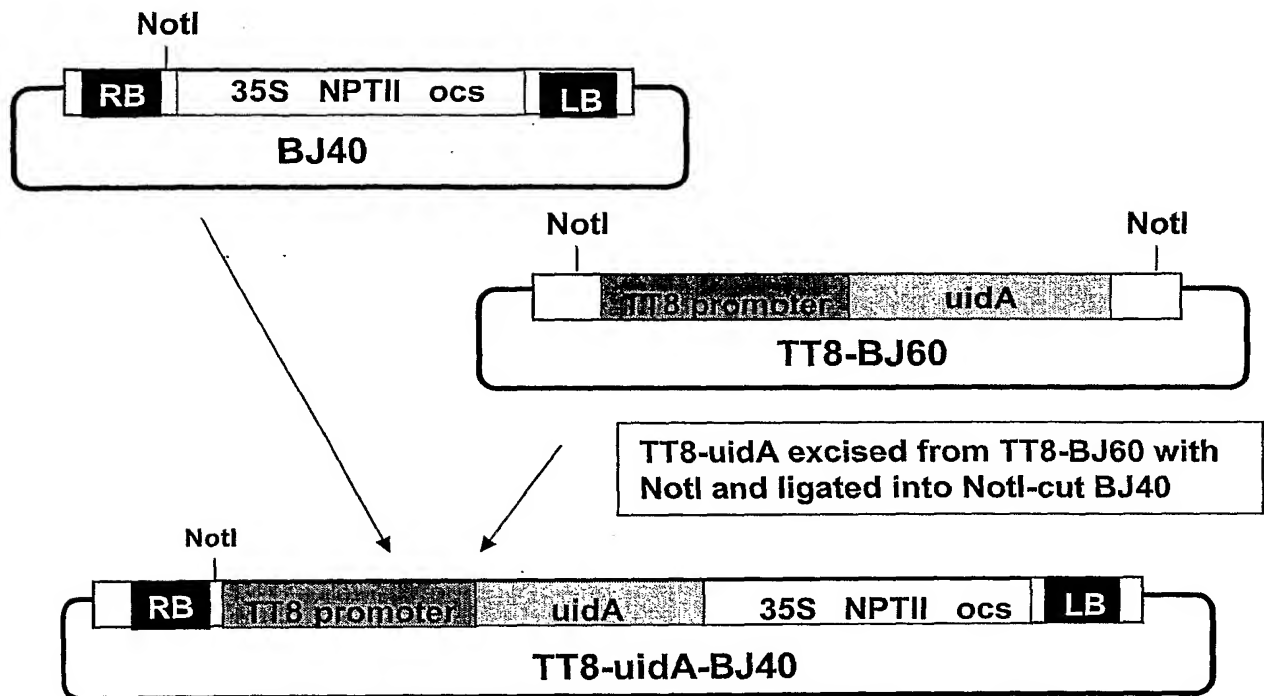 NotI
RB 35S NPTII ocs LB
BJ40
NotI NotI
TT8 promoter uidA
TT8-BJ60
TT8-uidA excised from TT8-BJ60 with
NotI and ligated into NotI-cut BJ40
NotI
RB TT8 promoter uidA 35S NPTII ocs LB
TT8-uidA-BJ40